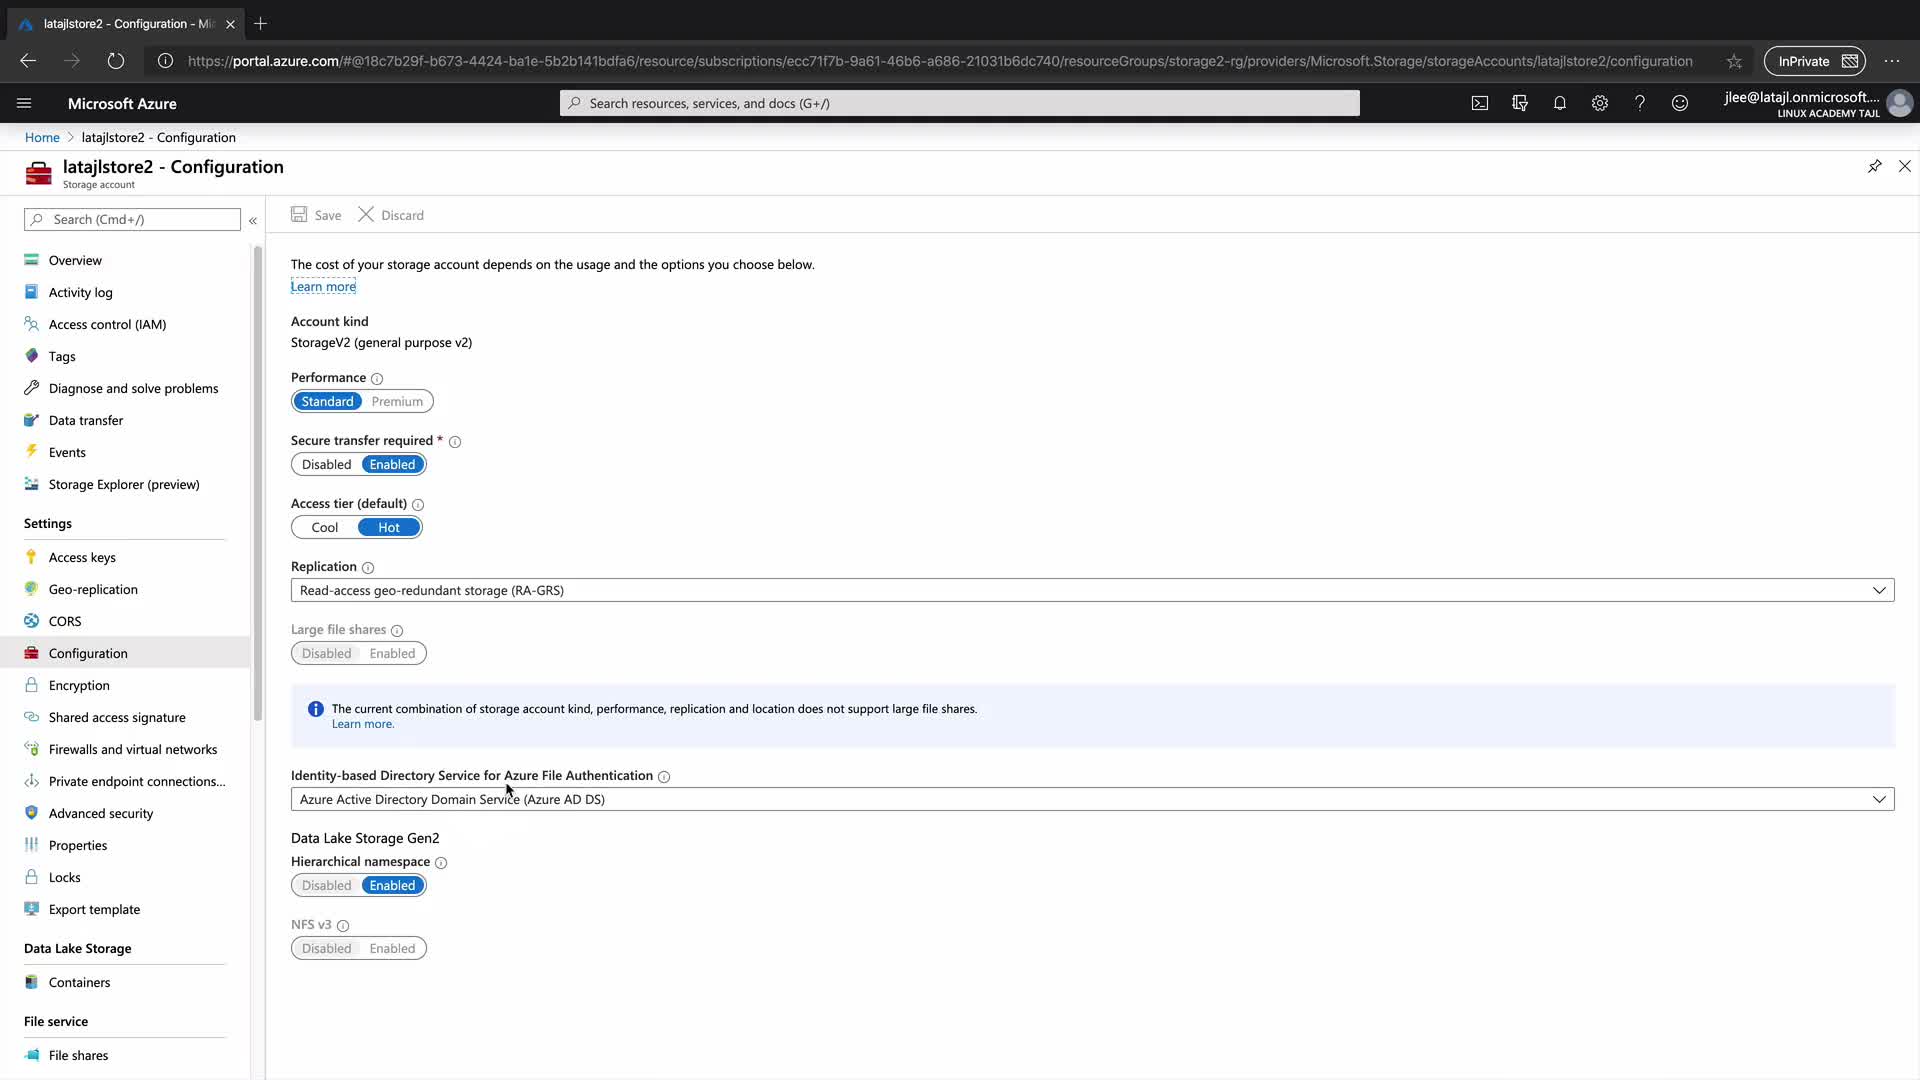 latajlstore2 - Configuration - Mi
https://portal.azure.com/#@18c7b29f-b673-4424-ba1e-5b2b141bdfa6/resource/subscriptions/ecc71f7b-9a61-46b6-a686-21031b6dc740/resourceGroups/storage2-rg/providers/Microsoft.Storage/storageAccounts/latajlstore2/configuration
InPrivate
Microsoft Azure
Search resources, services, and docs (G+/)
jlee@latajl.onmicrosoft....
LINUX ACADEMY TAJL
Home > latajlstore2 - Configuration
latajlstore2 - Configuration
Storage account
Search (Cmd+/)
Overview
Activity log
Access control (IAM)
Tags
Diagnose and solve problems
Data transfer
Events
Storage Explorer (preview)
Settings
Access keys
Geo-replication
CORS
Configuration
Encryption
Shared access signature
Firewalls and virtual networks
Private endpoint connections...
Advanced security
Properties
Locks
Export template
Data Lake Storage
Containers
File service
File shares
Save Discard
The cost of your storage account depends on the usage and the options you choose below.
Learn more
Account kind
StorageV2 (general purpose v2)
Performance
Standard Premium
Secure transfer required *
Disabled Enabled
Access tier (default)
Cool Hot
Replication
Read-access geo-redundant storage (RA-GRS)
Large file shares
Disabled Enabled
The current combination of storage account kind, performance, replication and location does not support large file shares.
Learn more.
Identity-based Directory Service for Azure File Authentication
Azure Active Directory Domain Service (Azure AD DS)
Data Lake Storage Gen2
Hierarchical namespace
Disabled Enabled
NFS v3
Disabled Enabled